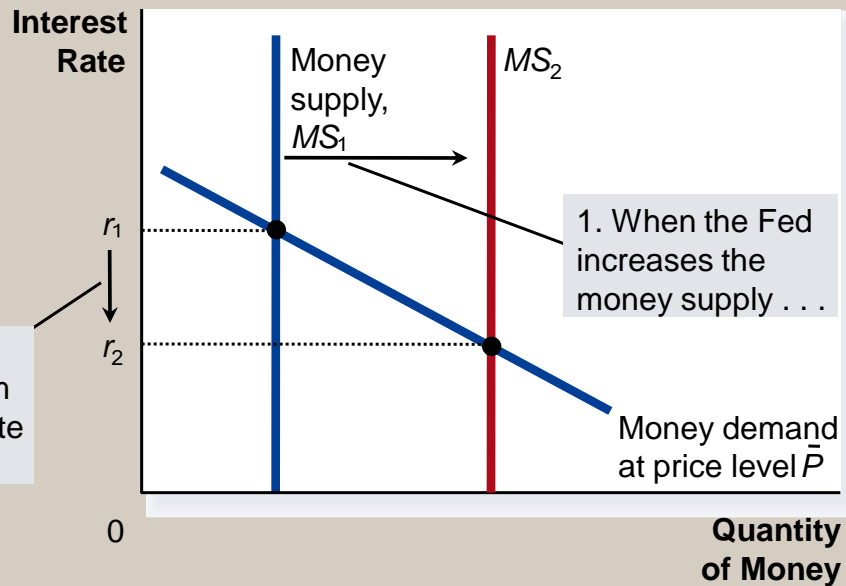 Interest
Rate
Money
supply,
MS₁
MS₂
r₁
1. When the Fed
increases the
money supply . . .
r₂
Money demand
at price level P̄
0
Quantity
of Money